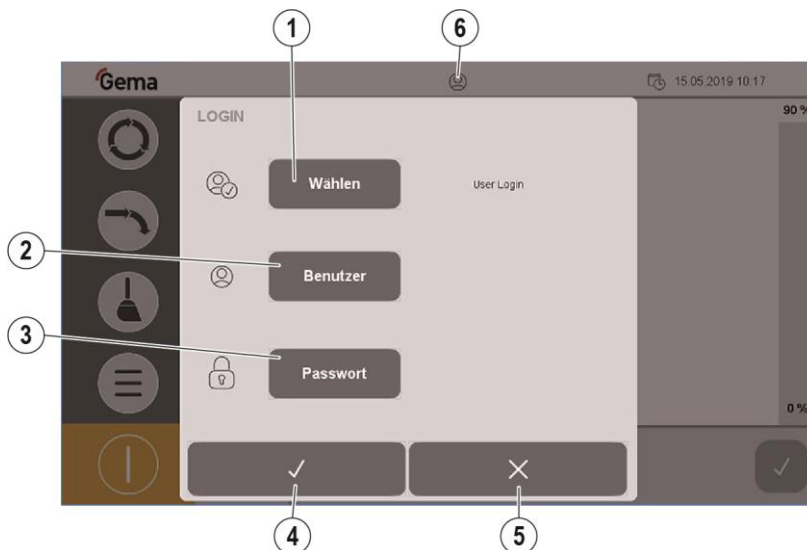 1
6
Gema
15.05.2019 10:17
90 %
LOGIN
Wählen
User Login
2
Benutzer
3
Passwort
0 %
4
5